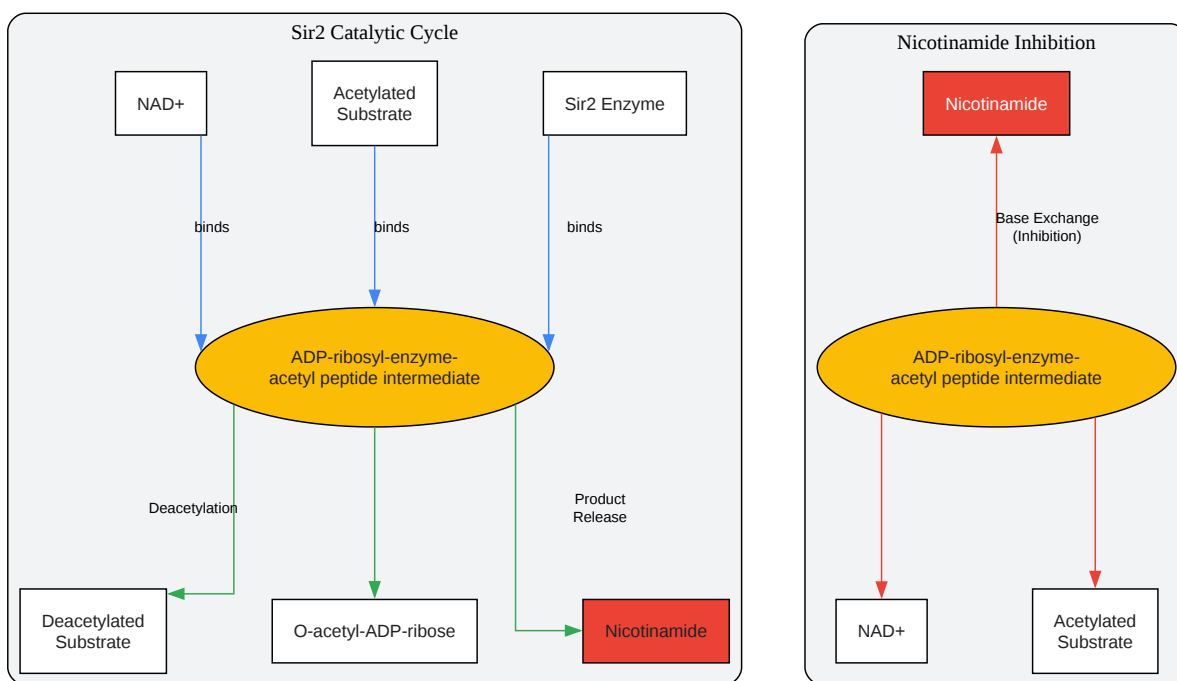 Sir2 Catalytic Cycle
NAD+
Acetylated
Substrate
Sir2 Enzyme
binds
binds
binds
ADP-ribosyl-enzyme-
acetyl peptide intermediate
Deacetylation
Product
Release
Deacetylated
Substrate
O-acetyl-ADP-ribose
Nicotinamide
Nicotinamide Inhibition
Nicotinamide
Base Exchange
(Inhibition)
ADP-ribosyl-enzyme-
acetyl peptide intermediate
NAD+
Acetylated
Substrate